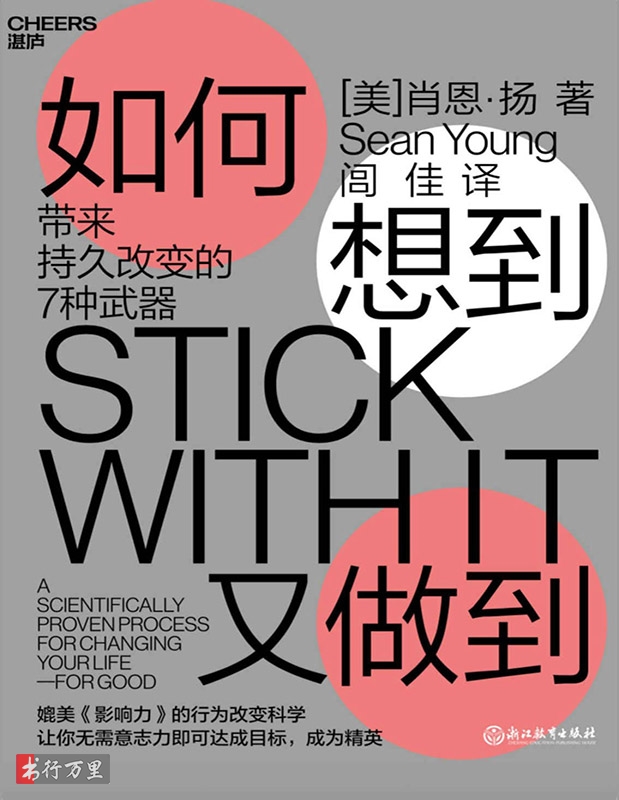 CHEERS
湛庐
如何
[美]肖恩·扬 著
Sean Young
闾 佳 译
带来
持久改变的
7种武器
想到
STICK
WITH IT
又做到
A
SCIENTIFICALLY
PROVEN PROCESS
FOR CHANGING
YOUR LIFE
—FOR GOOD
媲美《影响力》的行为改变科学
让你无需意志力即可达成目标，成为精英
浙江教育出版社
书行万里